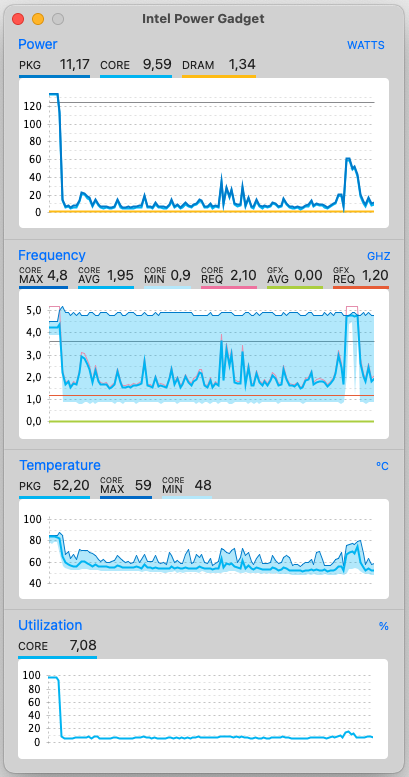 Intel Power Gadget
Power WATTS
PKG 11,17 CORE 9,59 DRAM 1,34
120
100
80
60
40
20
0
Frequency GHZ
CORE MAX 4,8 CORE AVG 1,95 CORE MIN 0,9 CORE REQ 2,10 GFX AVG 0,00 GFX REQ 1,20
5,0
4,0
3,0
2,0
1,0
0,0
Temperature °C
PKG 52,20 CORE MAX 59 CORE MIN 48
100
80
60
40
Utilization %
CORE 7,08
100
80
60
40
20
0